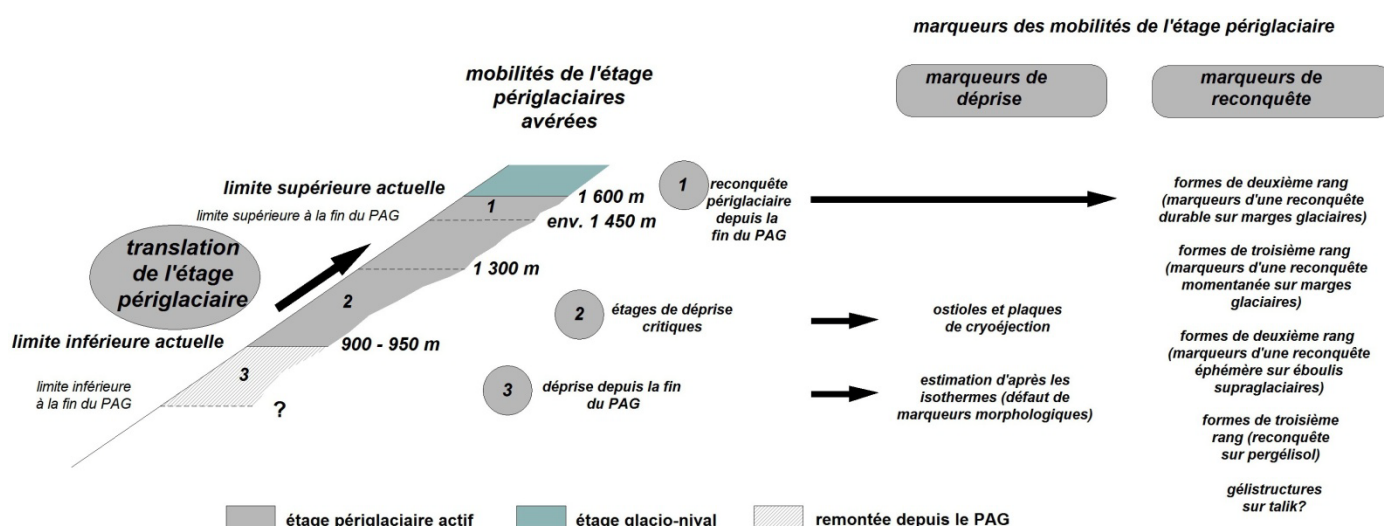 marqueurs des mobilités de l'étage périglaciaire
mobilités de l'étage
périglaciaires
avérées
marqueurs de
déprise
marqueurs de
reconquête
limite supérieure actuelle
limite supérieure à la fin du PAG
1
1 600 m
env. 1 450 m
1 300 m
translation
de l'étage
périglaciaire
2
limite inférieure actuelle
900 - 950 m
3
limite inférieure
à la fin du PAG
?
1
reconquête
périglaciaire
depuis la
fin du PAG
2
étages de déprise
critiques
3
déprise depuis la fin
du PAG
ostioles et plaques
de cryoéjection
estimation d'après les
isothermes (défaut de
marqueurs morphologiques)
formes de deuxième rang
(marqueurs d'une reconquête
durable sur marges glaciaires)
formes de troisième rang
(marqueurs d'une reconquête
momentanée sur marges
glaciaires)
formes de deuxième rang
(marqueurs d'une reconquête
éphémère sur éboulis
supraglaciaires)
formes de troisième
rang (reconquête
sur pergélisol)
gélistructures
sur talik?
étage périglaciaire actif
étage glacio-nival
remontée depuis le PAG